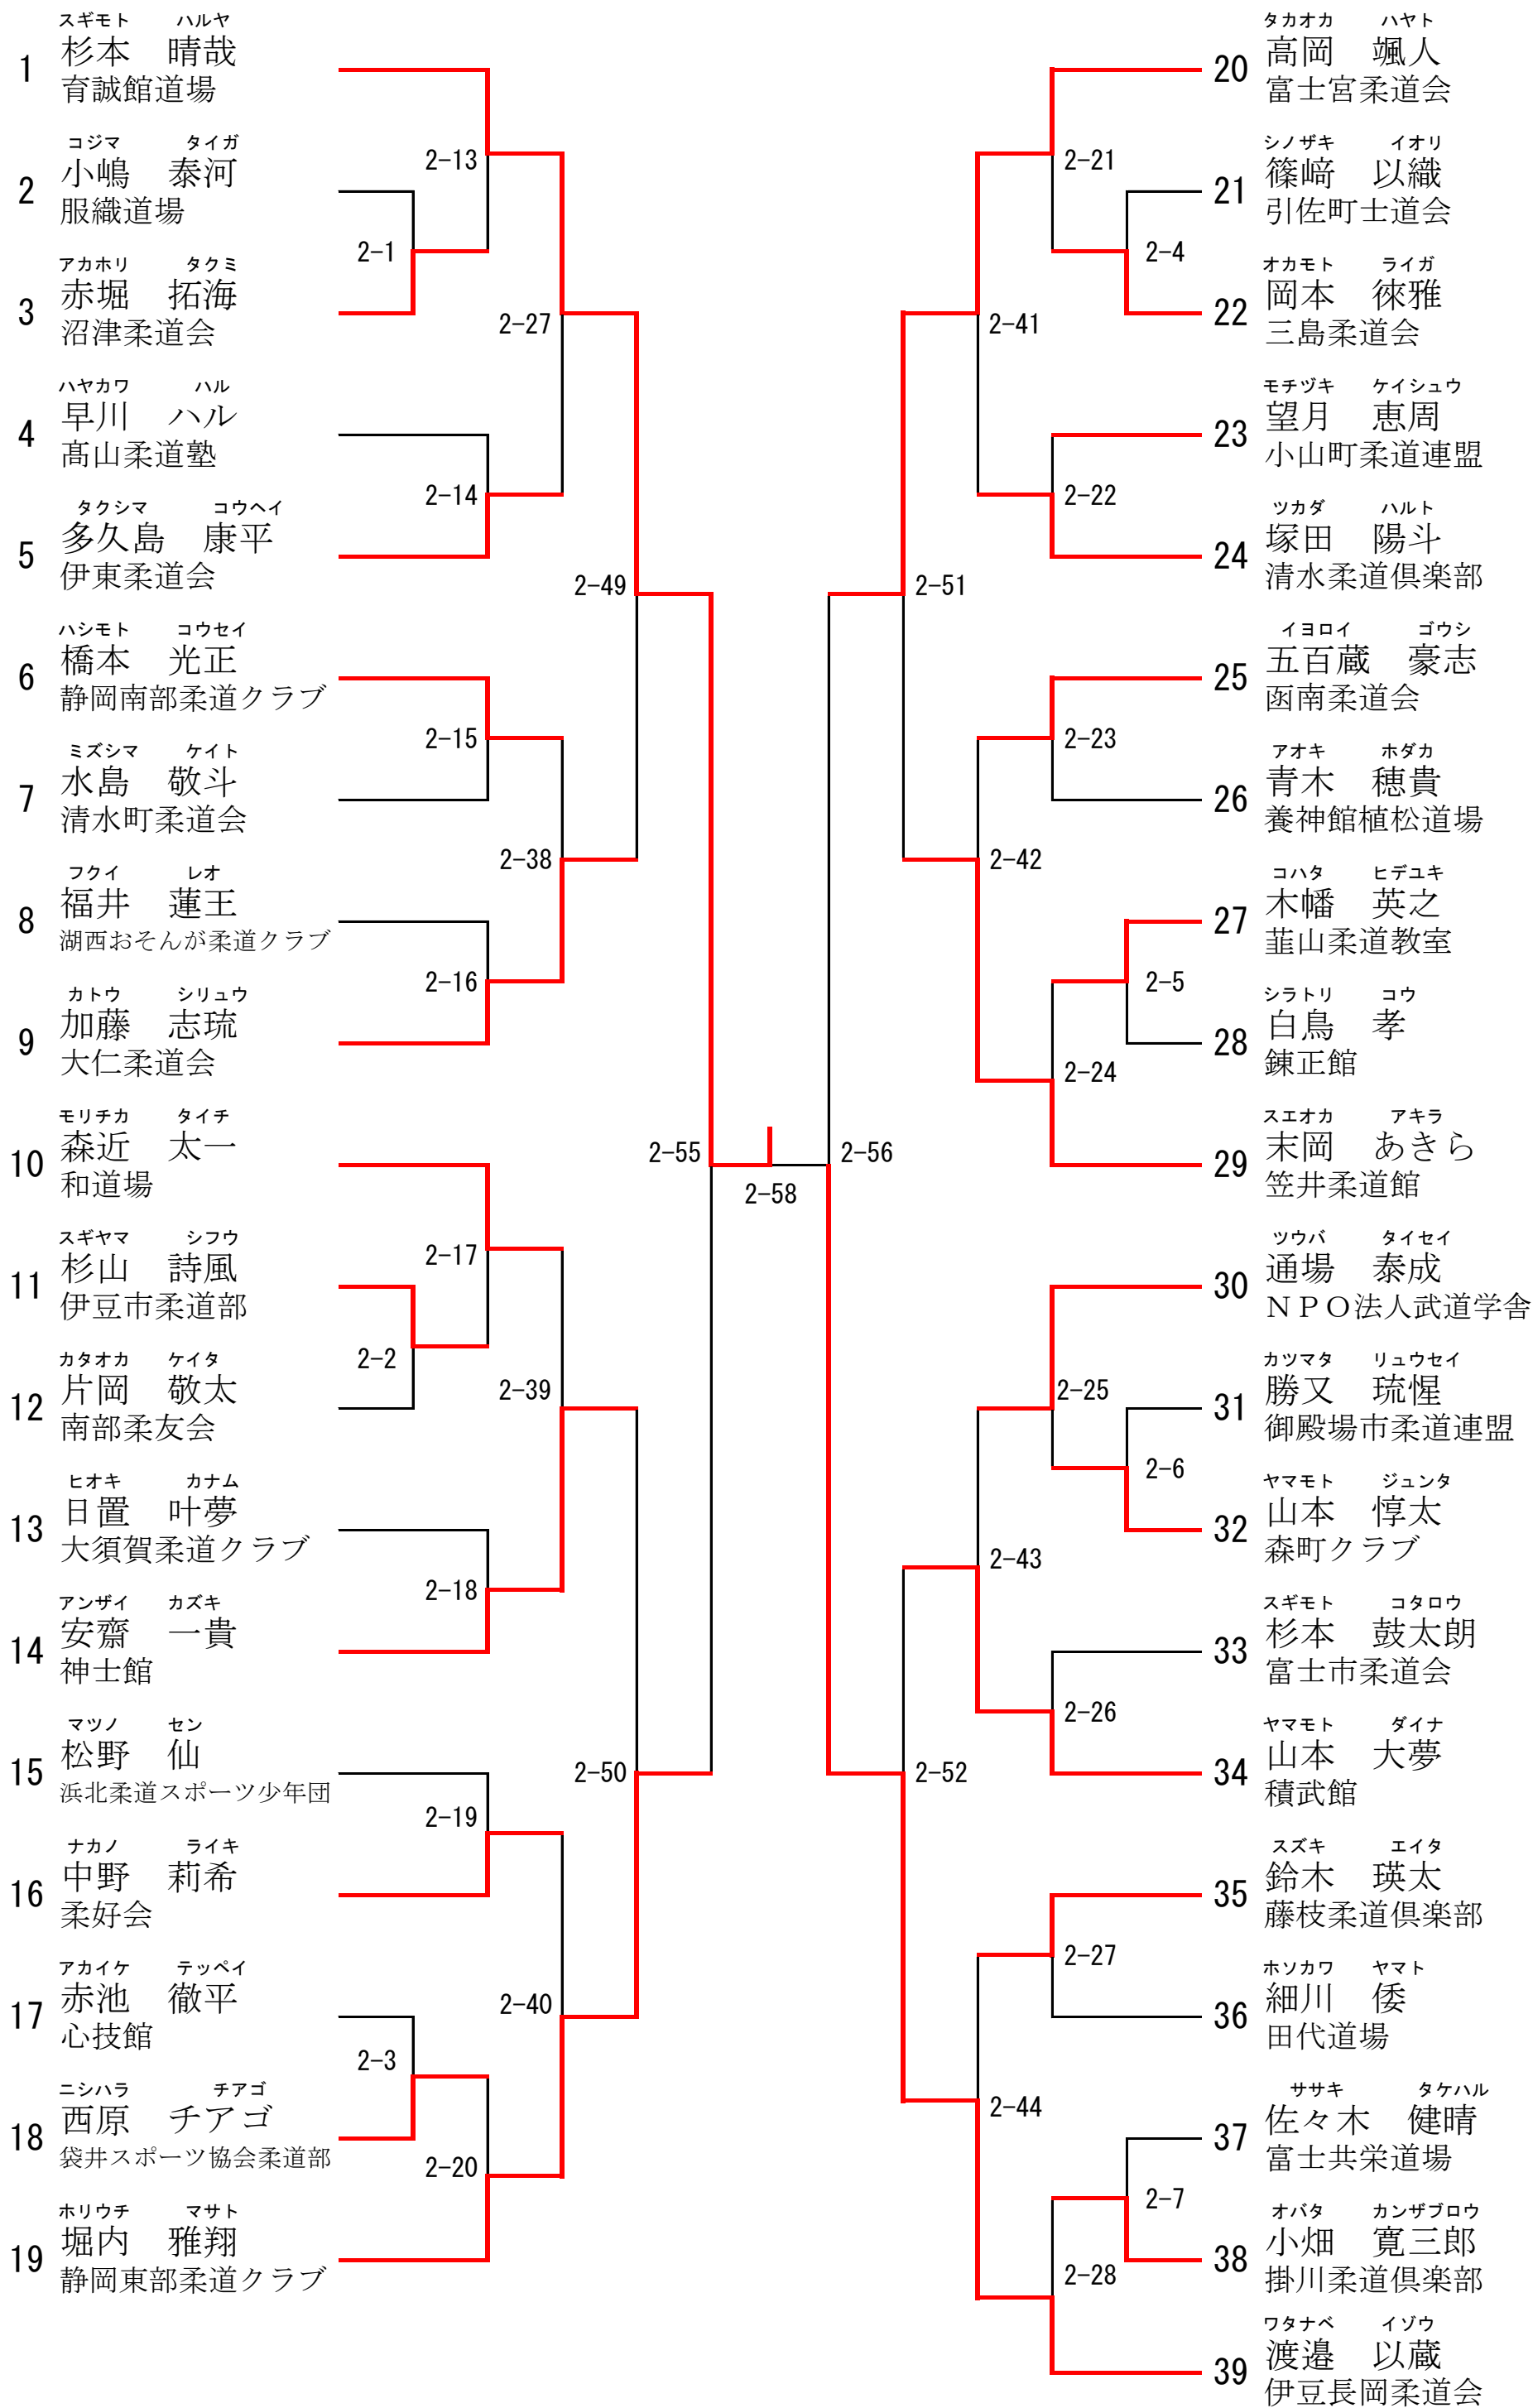 スギモト ハルヤ
1 杉本 晴哉
育誠館道場
コジマ タイガ
2 小嶋 泰河
服織道場
アカホリ タクミ
3 赤堀 拓海
沼津柔道会
ハヤカワ ハル
4 早川 ハル
髙山柔道塾
タクシマ コウヘイ
5 多久島 康平
伊東柔道会
ハシモト コウセイ
6 橋本 光正
静岡南部柔道クラブ
ミズシマ ケイト
7 水島 敬斗
清水町柔道会
フクイ レオ
8 福井 蓮王
湖西おそんが柔道クラブ
カトウ シリュウ
9 加藤 志琉
大仁柔道会
モリチカ タイチ
10 森近 太一
和道場
スギヤマ シフウ
11 杉山 詩風
伊豆市柔道部
カタオカ ケイタ
12 片岡 敬太
南部柔友会
ヒオキ カナム
13 日置 叶夢
大須賀柔道クラブ
アンザイ カズキ
14 安齋 一貴
神士館
マツノ セン
15 松野 仙
浜北柔道スポーツ少年団
ナカノ ライキ
16 中野 莉希
柔好会
アカイケ テッペイ
17 赤池 徹平
心技館
ニシハラ チアゴ
18 西原 チアゴ
袋井スポーツ協会柔道部
ホリウチ マサト
19 堀内 雅翔
静岡東部柔道クラブ
2-1
2-2
2-3
2-13
2-14
2-15
2-16
2-17
2-18
2-19
2-20
2-27
2-38
2-39
2-40
2-49
2-50
2-55
2-58
2-56
2-51
2-52
2-41
2-42
2-43
2-44
2-21
2-22
2-23
2-24
2-25
2-26
2-27
2-28
2-4
2-5
2-6
2-7
タカオカ ハヤト
20 高岡 颯人
富士宮柔道会
シノザキ イオリ
21 篠﨑 以織
引佐町士道会
オカモト ライガ
22 岡本 徠雅
三島柔道会
モチヅキ ケイシュウ
23 望月 恵周
小山町柔道連盟
ツカダ ハルト
24 塚田 陽斗
清水柔道倶楽部
イヨロイ ゴウシ
25 五百蔵 豪志
函南柔道会
アオキ ホダカ
26 青木 穂貴
養神館植松道場
コハタ ヒデユキ
27 木幡 英之
韮山柔道教室
シラトリ コウ
28 白鳥 孝
錬正館
スエオカ アキラ
29 末岡 あきら
笠井柔道館
ツウバ タイセイ
30 通場 泰成
ＮＰＯ法人武道学舎
カツマタ リュウセイ
31 勝又 琉惺
御殿場市柔道連盟
ヤマモト ジュンタ
32 山本 惇太
森町クラブ
スギモト コタロウ
33 杉本 鼓太朗
富士市柔道会
ヤマモト ダイナ
34 山本 大夢
積武館
スズキ エイタ
35 鈴木 瑛太
藤枝柔道倶楽部
ホソカワ ヤマト
36 細川 倭
田代道場
ササキ タケハル
37 佐々木 健晴
富士共栄道場
オバタ カンザブロウ
38 小畑 寛三郎
掛川柔道倶楽部
ワタナベ イゾウ
39 渡邉 以蔵
伊豆長岡柔道会